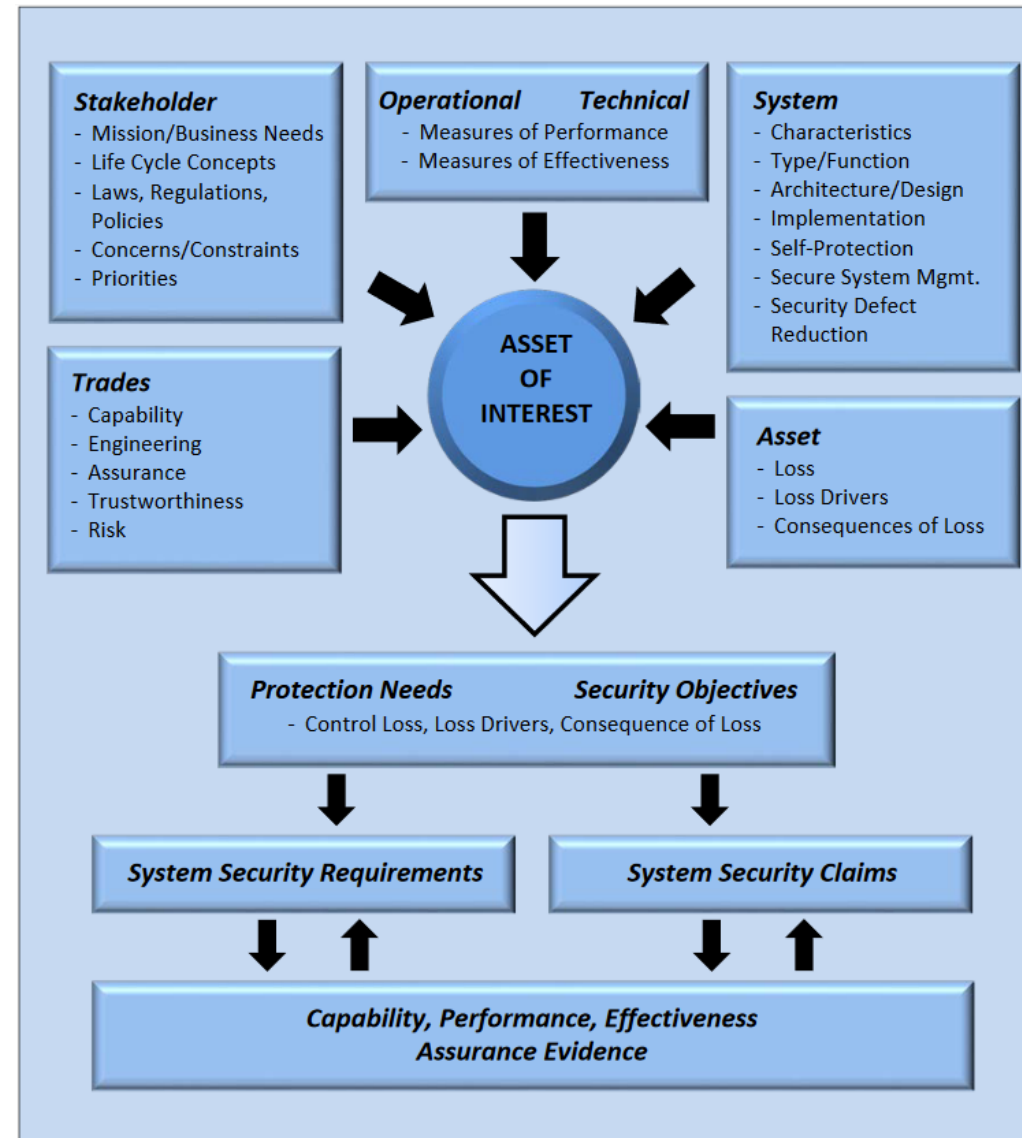 Stakeholder
- Mission/Business Needs
- Life Cycle Concepts
- Laws, Regulations,
Policies
- Concerns/Constraints
- Priorities
Operational Technical
- Measures of Performance
- Measures of Effectiveness
System
- Characteristics
- Type/Function
- Architecture/Design
- Implementation
- Self-Protection
- Secure System Mgmt.
- Security Defect
Reduction
Trades
- Capability
- Engineering
- Assurance
- Trustworthiness
- Risk
ASSET
OF
INTEREST
Asset
- Loss
- Loss Drivers
- Consequences of Loss
Protection Needs Security Objectives
- Control Loss, Loss Drivers, Consequence of Loss
System Security Requirements
System Security Claims
Capability, Performance, Effectiveness
Assurance Evidence